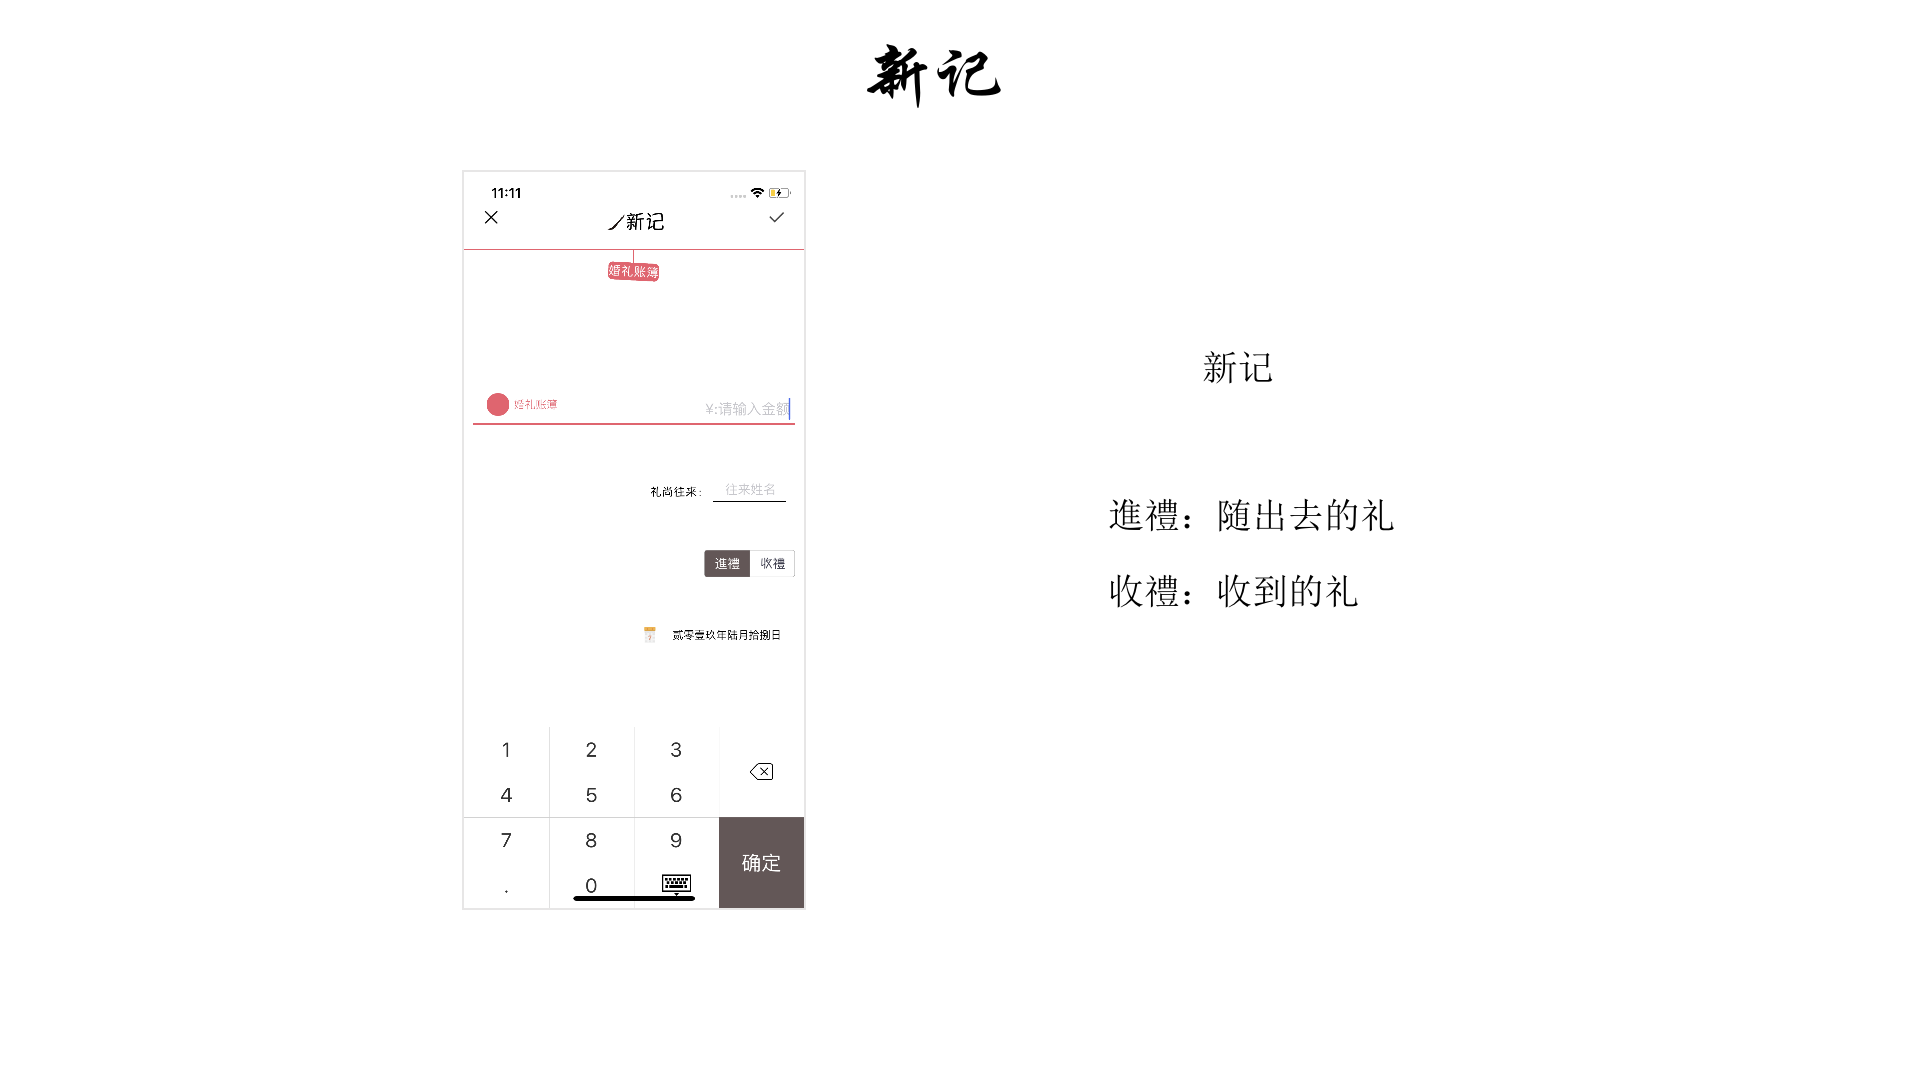 新记
11:11
新记
婚礼账簿
婚礼账簿
¥:请输入金额
礼尚往来：
往来姓名
進禮 收禮
贰零壹玖年陆月拾捌日
1 2 3
4 5 6
7 8 9
确定
. 0
新记
進禮：随出去的礼
收禮：收到的礼